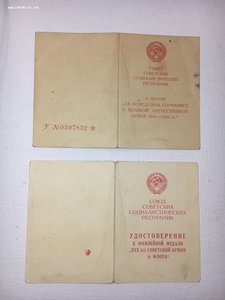 СОЮЗ
СОВЕТСКИХ
СОЦИАЛИСТИЧЕСКИХ
РЕСПУБЛИК
К МЕДАЛИ
„ЗА ПОБЕДУ НАД ГЕРМАНИЕЙ
В ВЕЛИКОЙ ОТЕЧЕСТВЕННОЙ
ВОЙНЕ 1941—1945 гг."
У №0397832 *
СОЮЗ
СОВЕТСКИХ
СОЦИАЛИСТИЧЕСКИХ
РЕСПУБЛИК
УДОСТОВЕРЕНИЕ
К ЮБИЛЕЙНОЙ МЕДАЛИ
"XXX ЛЕТ СОВЕТСКОЙ АРМИИ
И ФЛОТА"